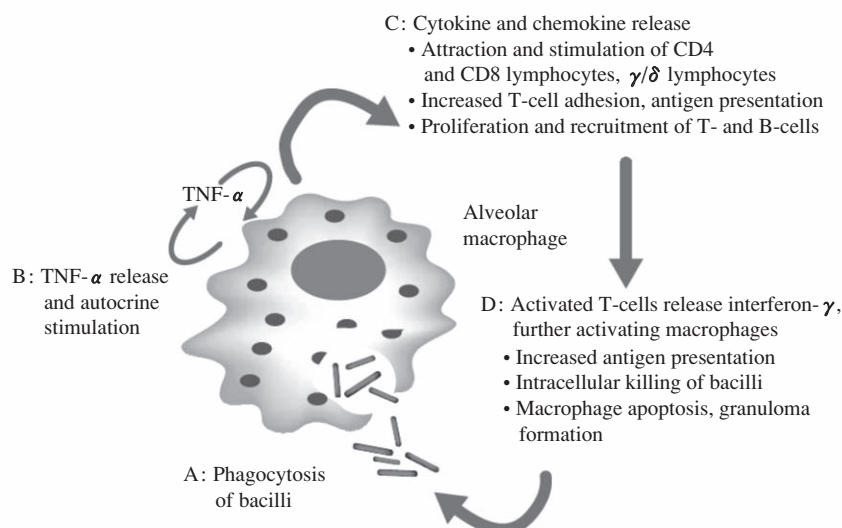 C: Cytokine and chemokine release
• Attraction and stimulation of CD4
and CD8 lymphocytes, γ/δ lymphocytes
• Increased T-cell adhesion, antigen presentation
• Proliferation and recruitment of T- and B-cells
TNF-α
Alveolar
macrophage
B: TNF-α release
and autocrine
stimulation
D: Activated T-cells release interferon-γ,
further activating macrophages
• Increased antigen presentation
• Intracellular killing of bacilli
• Macrophage apoptosis, granuloma
formation
A: Phagocytosis
of bacilli